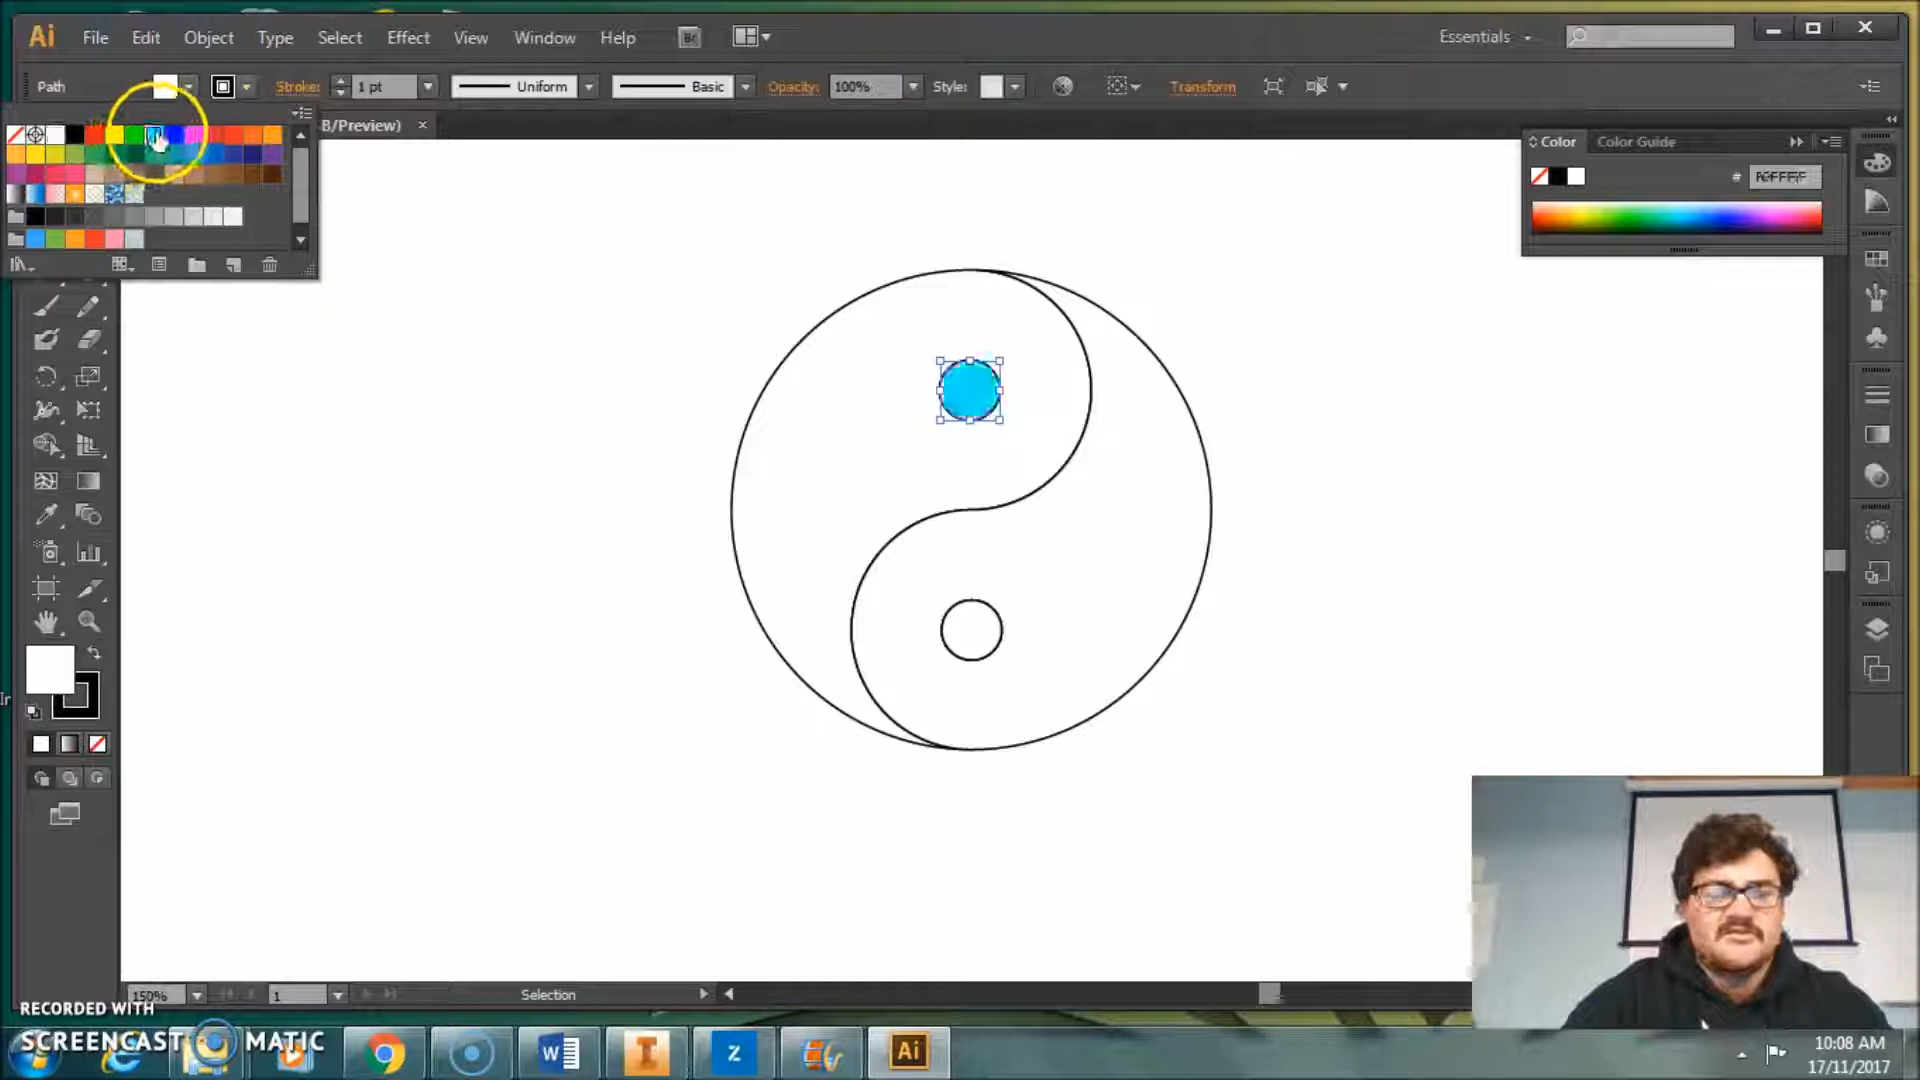 Ai File Edit Object Type Select Effect View Window Help Br Essentials
Path Stroke: 1 pt Uniform Basic Opacity: 100% Style: Transform
B/Preview) ×
Color Color Guide
#
150% 1 Selection
RECORDED WITH
SCREENCAST MATIC
W I Z Ai
10:08 AM
17/11/2017